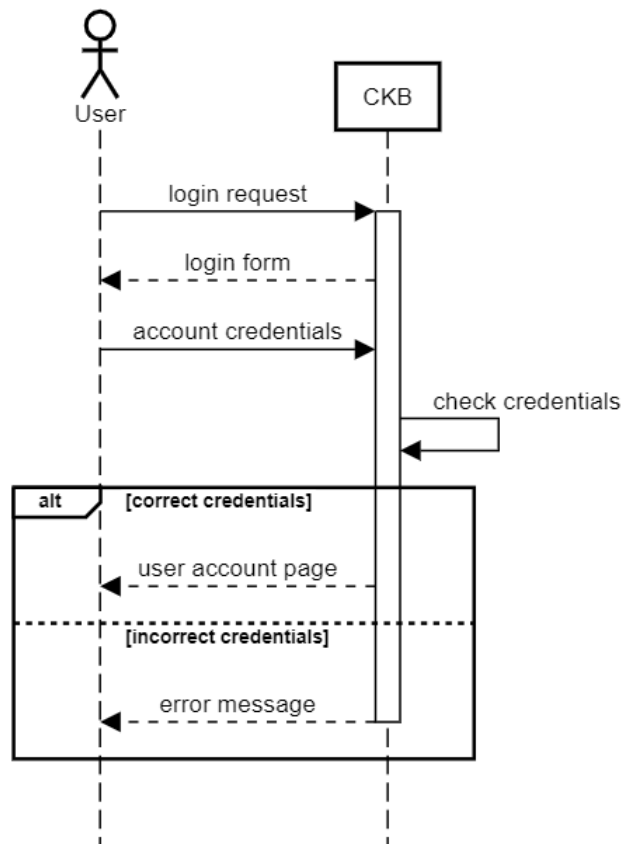 User
CKB
login request
login form
account credentials
check credentials
alt [correct credentials]
user account page
[incorrect credentials]
error message